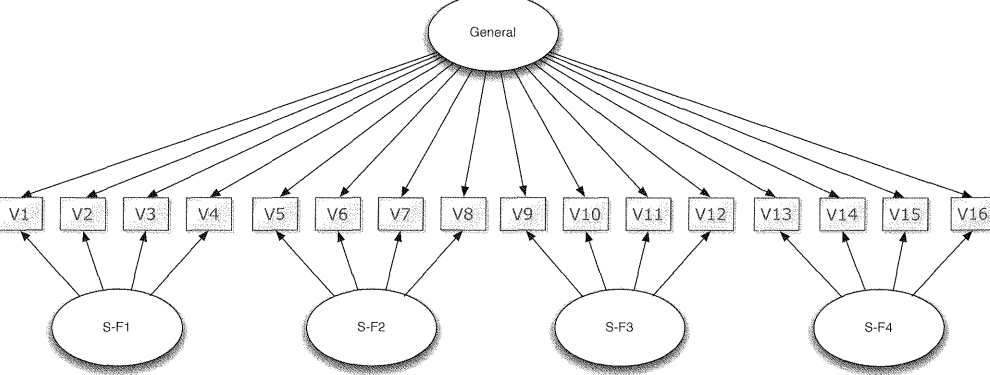 General
V1 V2 V3 V4 V5 V6 V7 V8 V9 V10 V11 V12 V13 V14 V15 V16
S-F1 S-F2 S-F3 S-F4